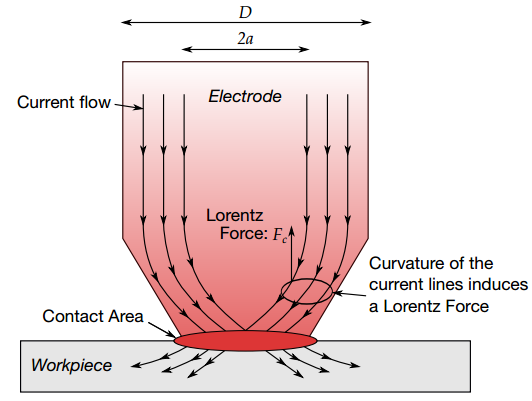 D
2a
Current flow
Electrode
Lorentz
Force: F_c
Curvature of the
current lines induces
a Lorentz Force
Contact Area
Workpiece